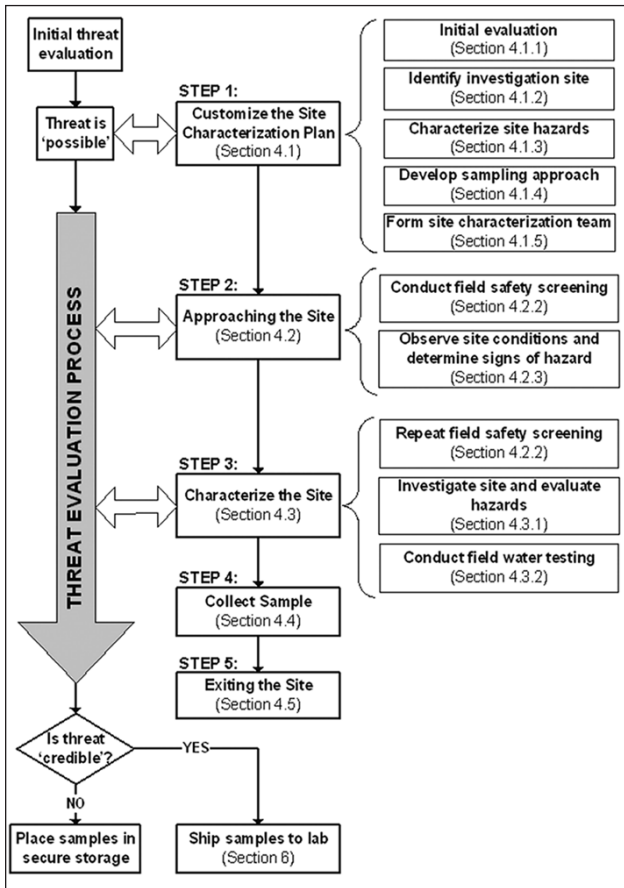 Initial threat
evaluation
Threat is
‘possible’
THREAT EVALUATION PROCESS
Is threat
‘credible’?
NO
YES
Place samples in
secure storage
Ship samples to lab
(Section 6)
STEP 1:
Customize the Site
Characterization Plan
(Section 4.1)
Initial evaluation
(Section 4.1.1)
Identify investigation site
(Section 4.1.2)
Characterize site hazards
(Section 4.1.3)
Develop sampling approach
(Section 4.1.4)
Form site characterization team
(Section 4.1.5)
STEP 2:
Approaching the Site
(Section 4.2)
Conduct field safety screening
(Section 4.2.2)
Observe site conditions and
determine signs of hazard
(Section 4.2.3)
STEP 3:
Characterize the Site
(Section 4.3)
Repeat field safety screening
(Section 4.2.2)
Investigate site and evaluate
hazards
(Section 4.3.1)
Conduct field water testing
(Section 4.3.2)
STEP 4:
Collect Sample
(Section 4.4)
STEP 5:
Exiting the Site
(Section 4.5)